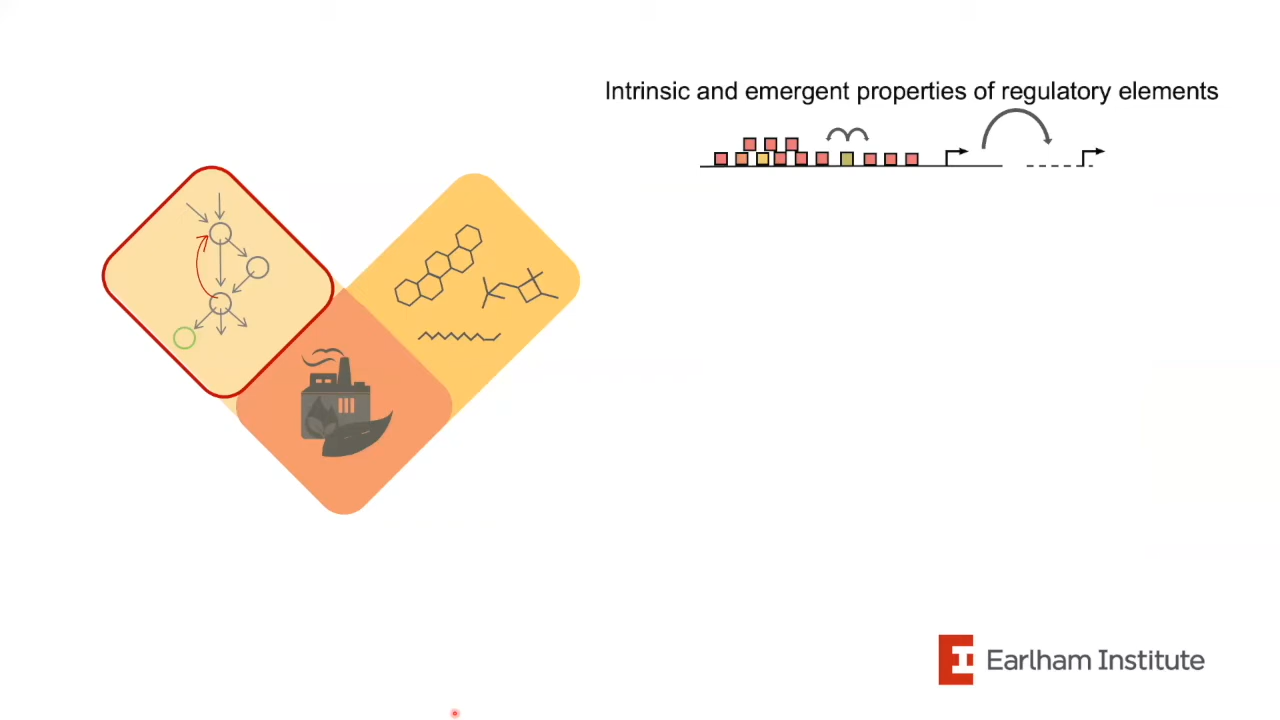 Intrinsic and emergent properties of regulatory elements
Earlham Institute